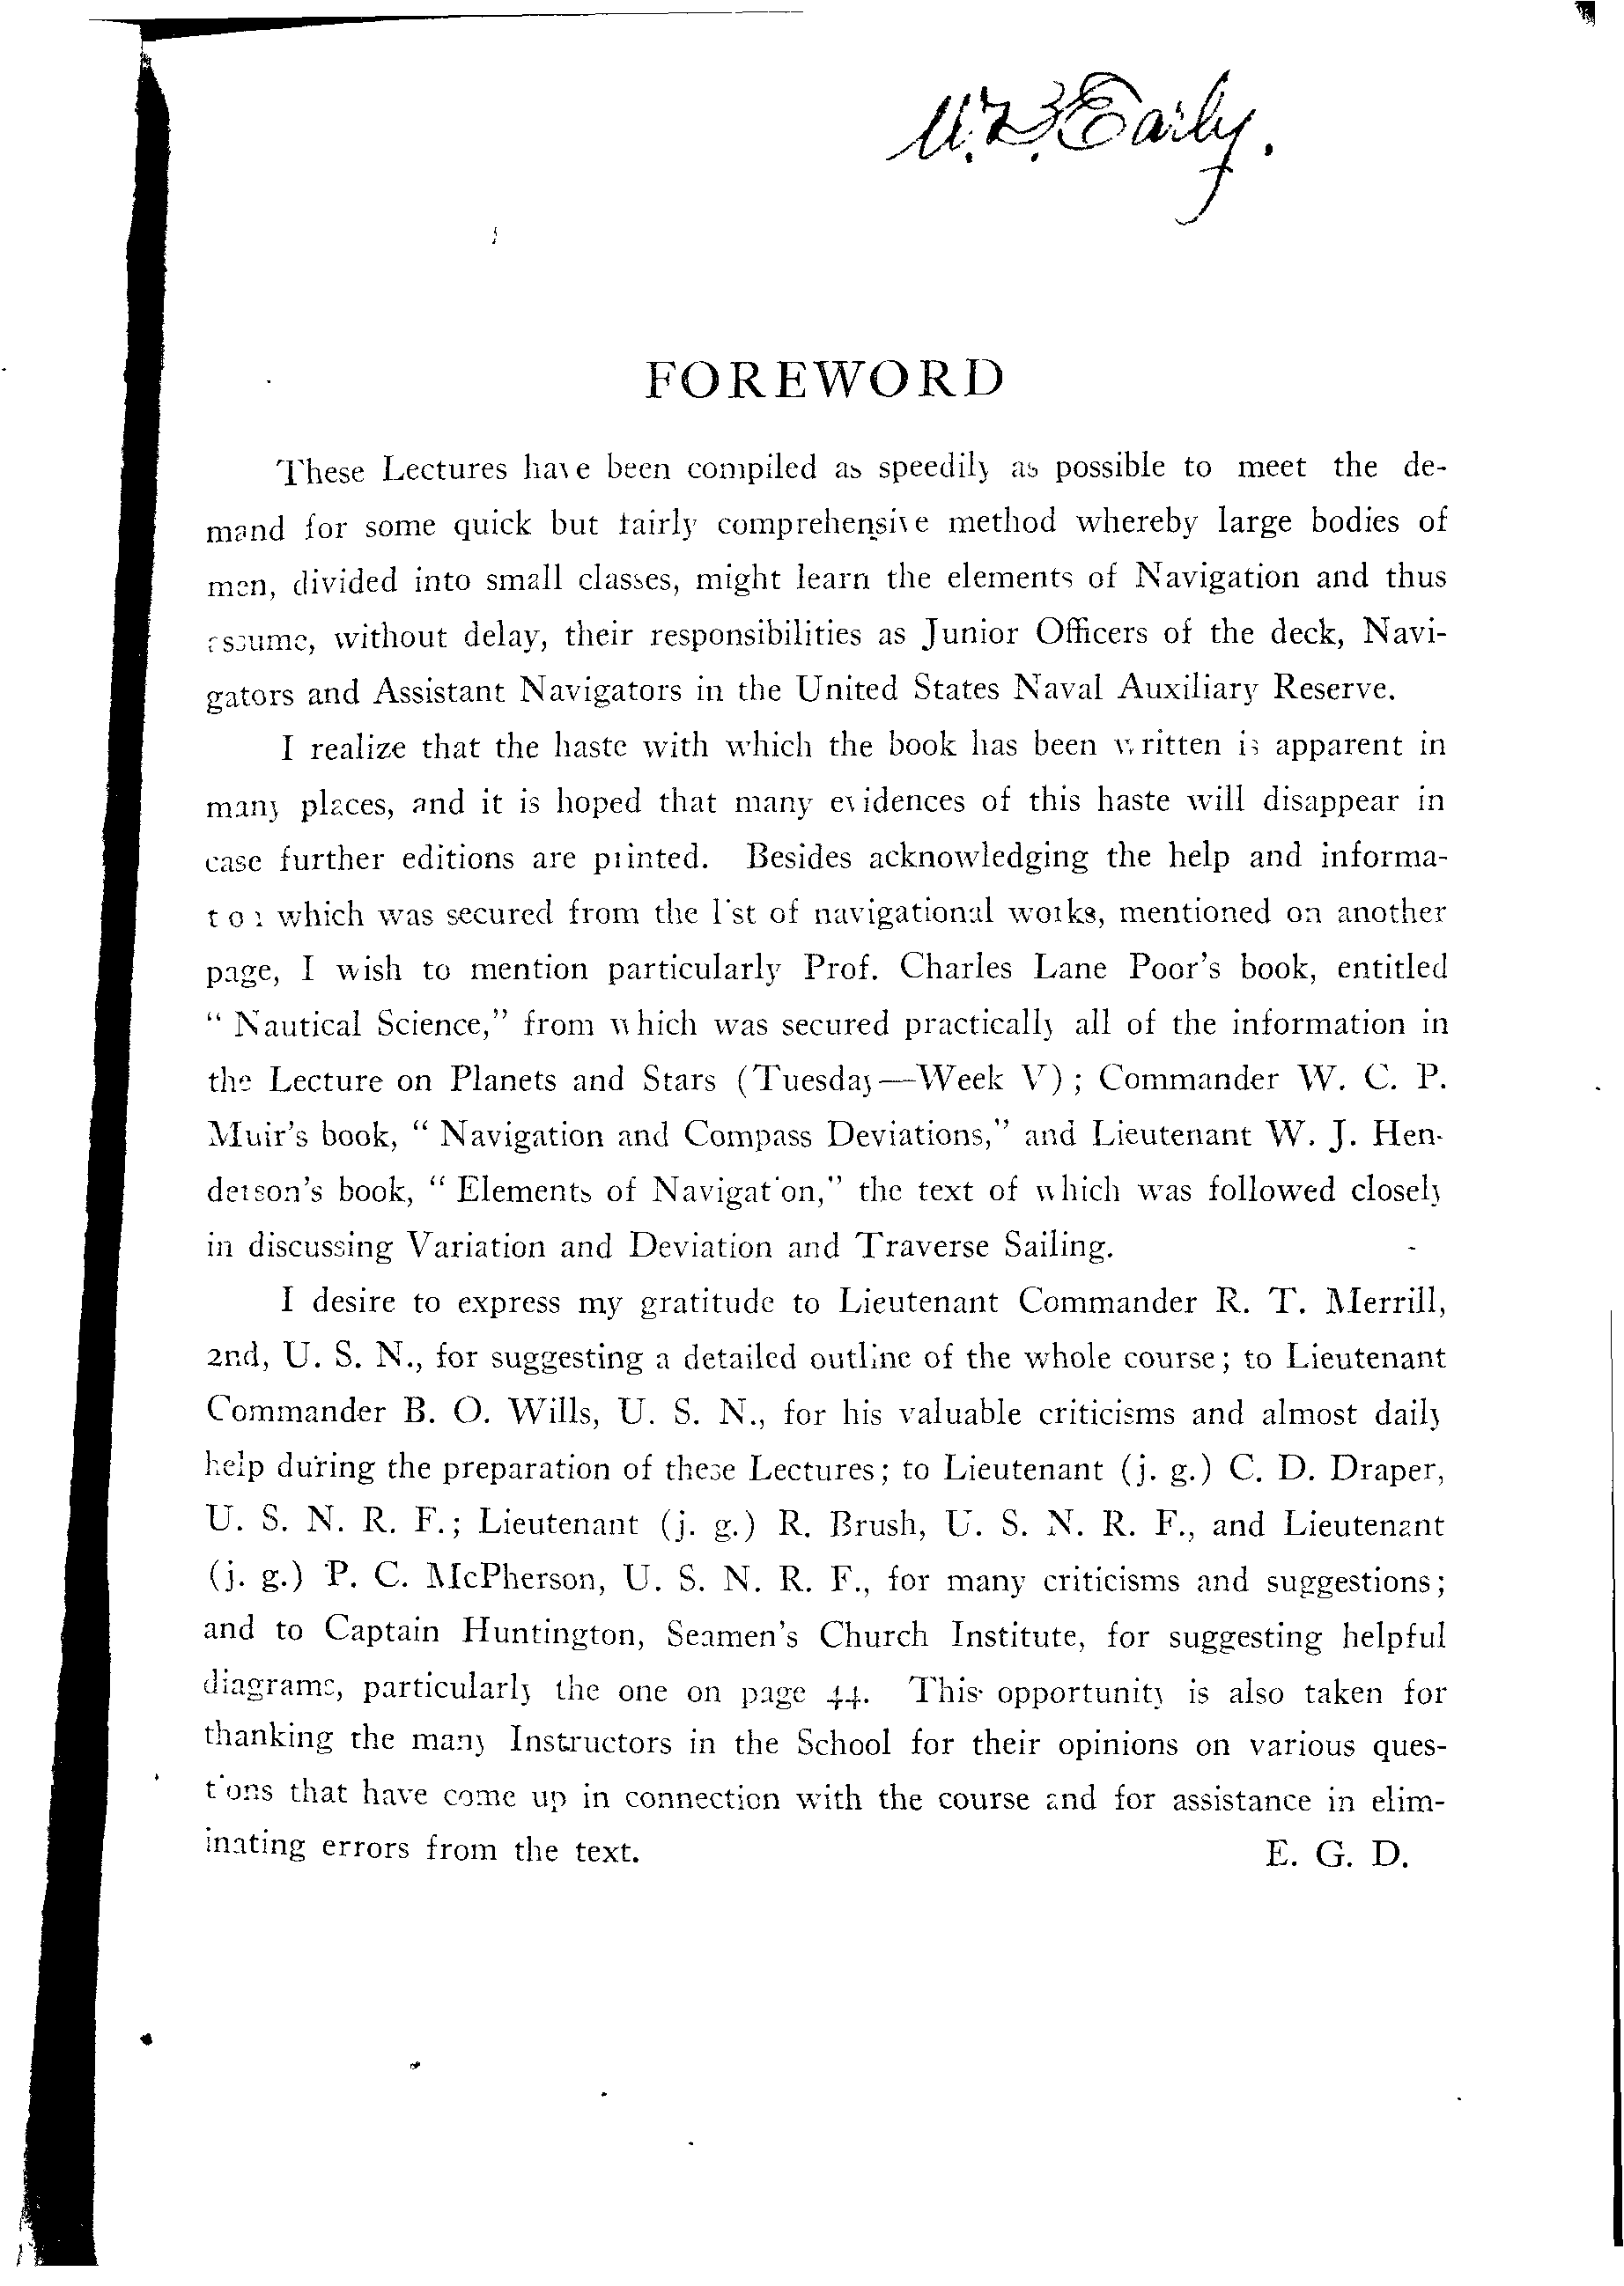 Early.
FOREWORD
These Lectures have been compiled as speedily as possible to meet the de-
mand for some quick but fairly comprehensive method whereby large bodies of
men, divided into small classes, might learn the elements of Navigation and thus
assume, without delay, their responsibilities as Junior Officers of the deck, Navi-
gators and Assistant Navigators in the United States Naval Auxiliary Reserve.
I realize that the haste with which the book has been written is apparent in
many places, and it is hoped that many evidences of this haste will disappear in
case further editions are printed. Besides acknowledging the help and informa-
tion which was secured from the list of navigational works, mentioned on another
page, I wish to mention particularly Prof. Charles Lane Poor's book, entitled
" Nautical Science," from which was secured practically all of the information in
the Lecture on Planets and Stars (Tuesday—Week V) ; Commander W. C. P.
Muir's book, " Navigation and Compass Deviations," and Lieutenant W. J. Hen-
derson's book, " Elements of Navigation," the text of which was followed closely
in discussing Variation and Deviation and Traverse Sailing.
I desire to express my gratitude to Lieutenant Commander R. T. Merrill,
2nd, U. S. N., for suggesting a detailed outline of the whole course; to Lieutenant
Commander B. O. Wills, U. S. N., for his valuable criticisms and almost daily
help during the preparation of these Lectures; to Lieutenant (j. g.) C. D. Draper,
U. S. N. R. F.; Lieutenant (j. g.) R. Brush, U. S. N. R. F., and Lieutenant
(j. g.) P. C. McPherson, U. S. N. R. F., for many criticisms and suggestions;
and to Captain Huntington, Seamen's Church Institute, for suggesting helpful
diagrams, particularly the one on page 44. This opportunity is also taken for
thanking the many Instructors in the School for their opinions on various ques-
tions that have come up in connection with the course and for assistance in elim-
inating errors from the text. E. G. D.